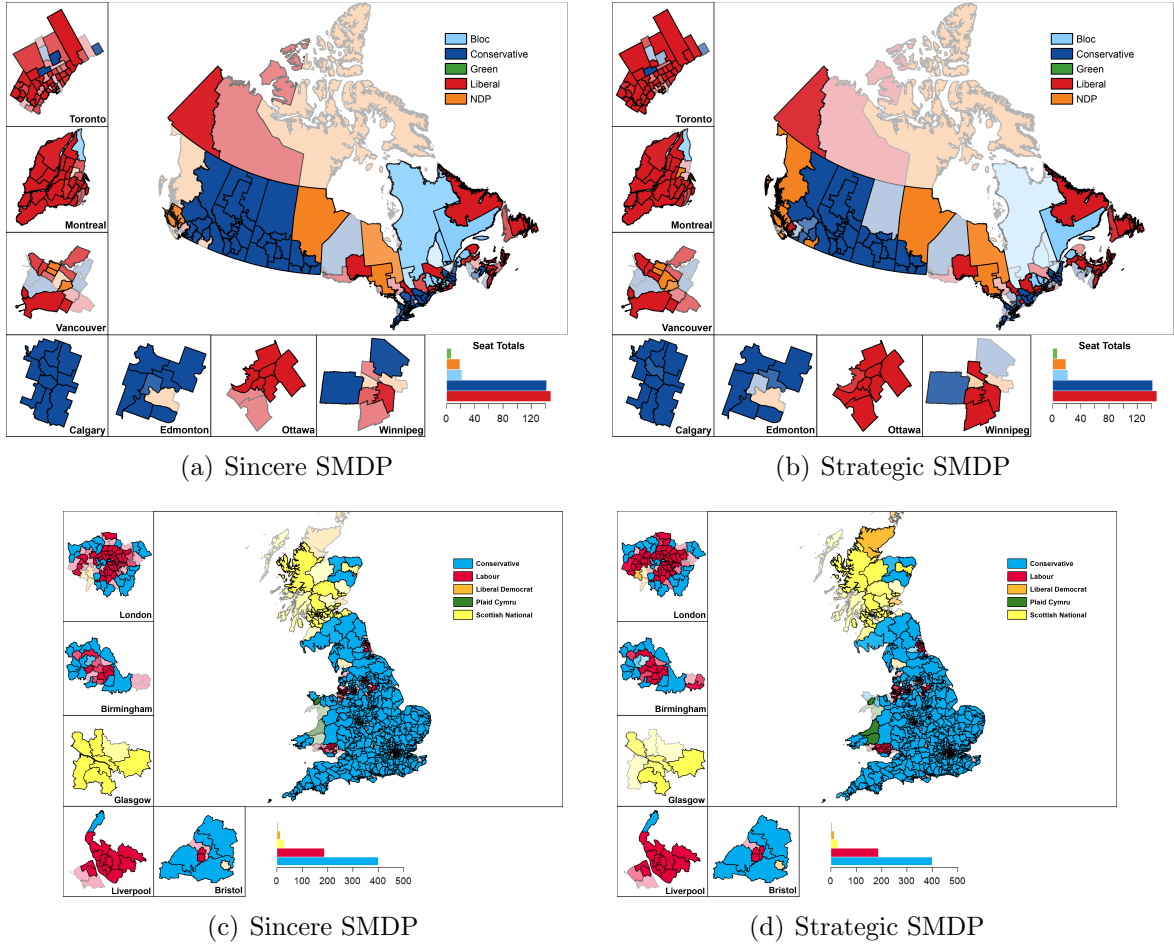 Bloc
Conservative
Green
Liberal
NDP
Toronto
Montreal
Vancouver
Calgary
Edmonton
Ottawa
Winnipeg
Seat Totals
0 40 80 120
(a) Sincere SMDP
Bloc
Conservative
Green
Liberal
NDP
Toronto
Montreal
Vancouver
Calgary
Edmonton
Ottawa
Winnipeg
Seat Totals
0 40 80 120
(b) Strategic SMDP
Conservative
Labour
Liberal Democrat
Plaid Cymru
Scottish National
London
Birmingham
Glasgow
Liverpool
Bristol
0 100 200 300 400 500
(c) Sincere SMDP
Conservative
Labour
Liberal Democrat
Plaid Cymru
Scottish National
London
Birmingham
Glasgow
Liverpool
Bristol
0 100 200 300 400 500
(d) Strategic SMDP